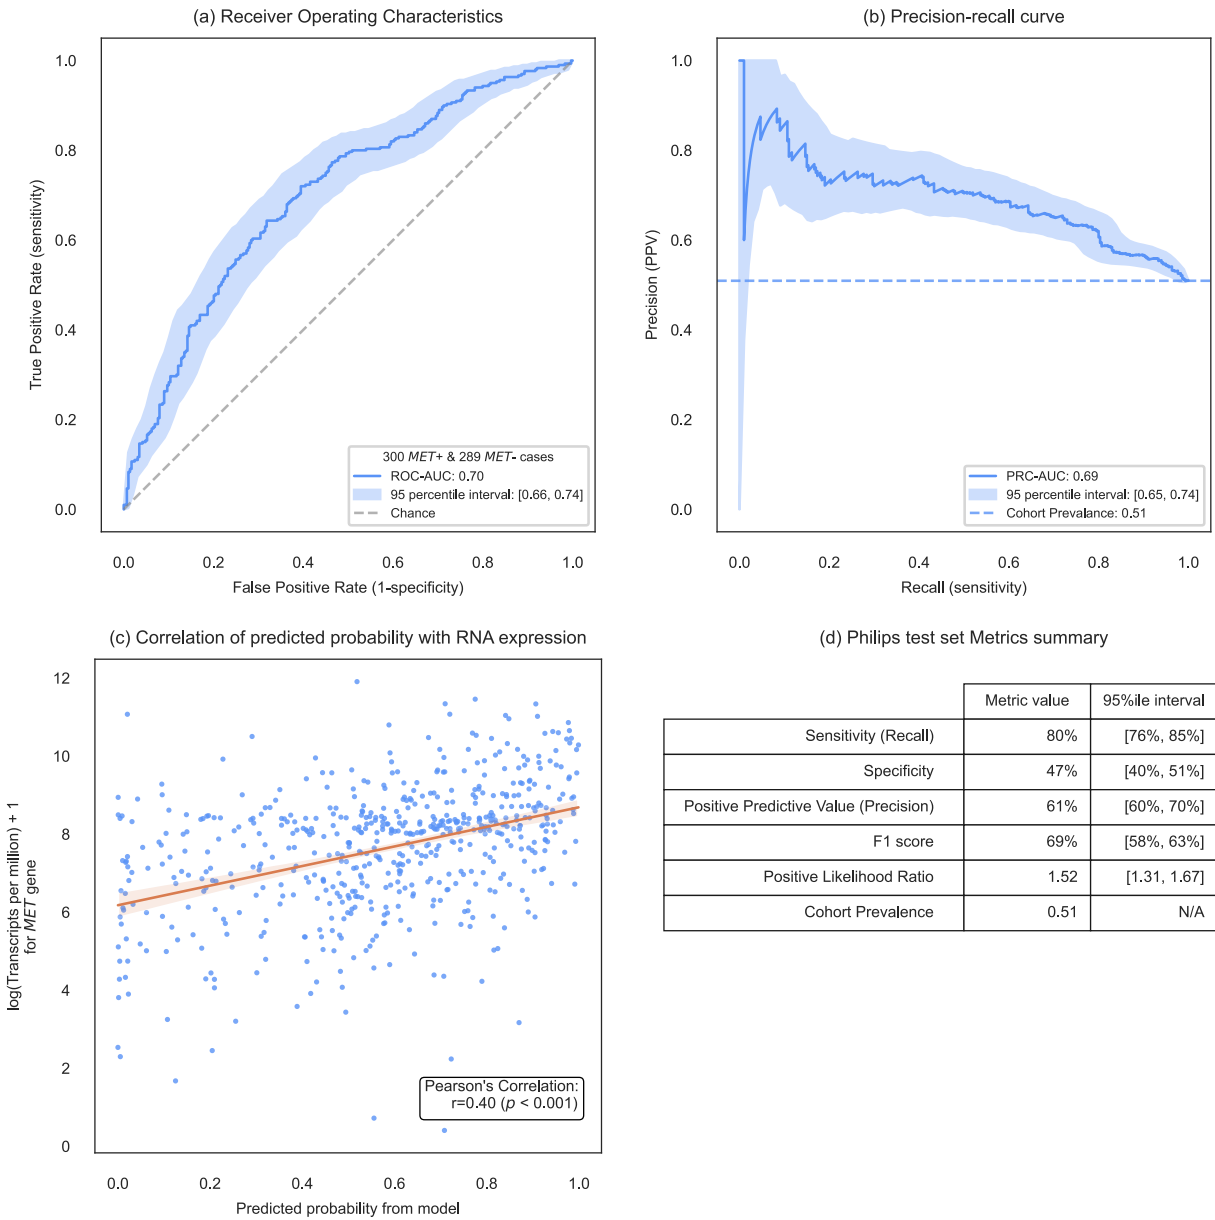 (a) Receiver Operating Characteristics
1.0
0.8
0.6
0.4
0.2
0.0
True Positive Rate (sensitivity)
300 MET+ & 289 MET- cases
ROC-AUC: 0.70
95 percentile interval: [0.66, 0.74]
Chance
0.0 0.2 0.4 0.6 0.8 1.0
False Positive Rate (1-specificity)
(b) Precision-recall curve
1.0
0.8
0.6
0.4
0.2
0.0
Precision (PPV)
PRC-AUC: 0.69
95 percentile interval: [0.65, 0.74]
Cohort Prevalance: 0.51
0.0 0.2 0.4 0.6 0.8 1.0
Recall (sensitivity)
(c) Correlation of predicted probability with RNA expression
12
10
8
6
4
2
0
log(Transcripts per million) + 1
for MET gene
Pearson's Correlation:
r=0.40 (p < 0.001)
0.0 0.2 0.4 0.6 0.8 1.0
Predicted probability from model
(d) Philips test set Metrics summary
Metric value 95%ile interval
Sensitivity (Recall) 80% [76%, 85%]
Specificity 47% [40%, 51%]
Positive Predictive Value (Precision) 61% [60%, 70%]
F1 score 69% [58%, 63%]
Positive Likelihood Ratio 1.52 [1.31, 1.67]
Cohort Prevalence 0.51 N/A